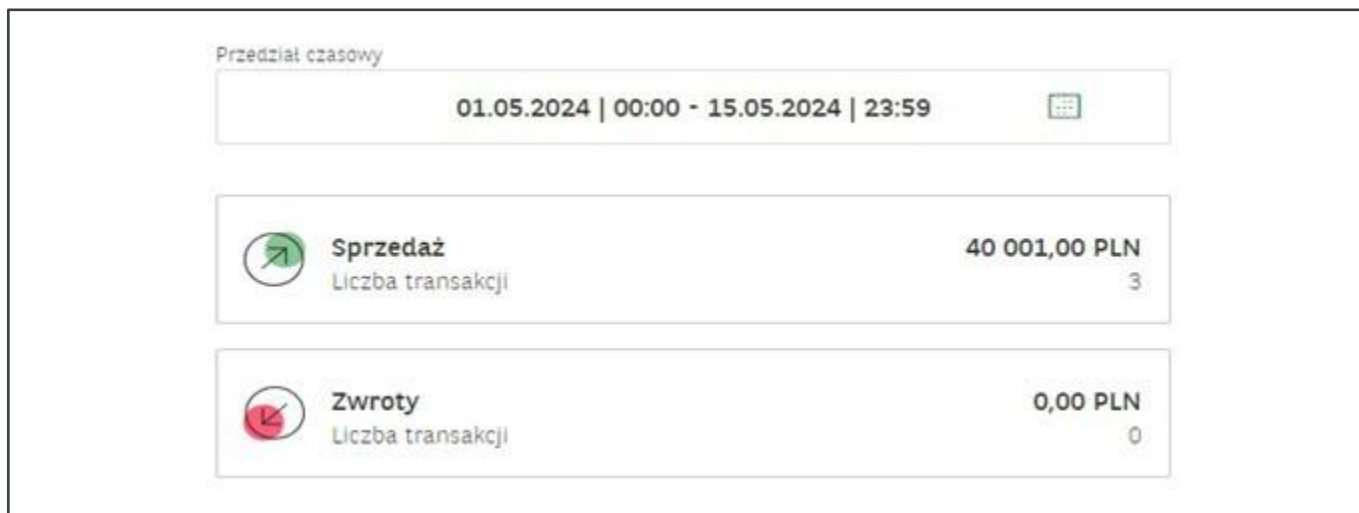 Przedział czasowy
01.05.2024 | 00:00 - 15.05.2024 | 23:59
Sprzedaż 40 001,00 PLN
Liczba transakcji 3
Zwroty 0,00 PLN
Liczba transakcji 0